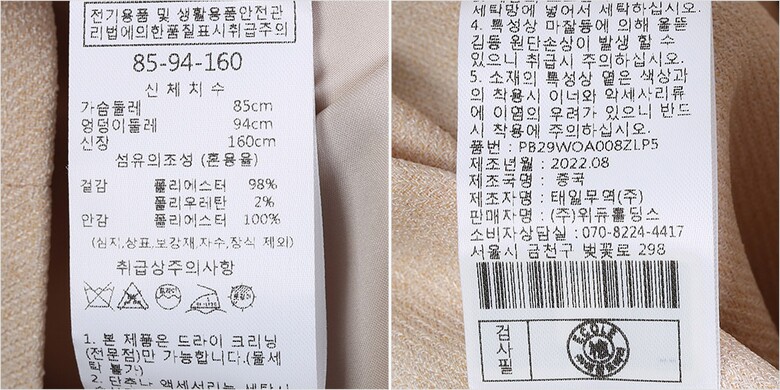 전기용품 및 생활용품안전관
리법에의한품질표시취급주의
85-94-160
신체치수
가슴둘레 85cm
엉덩이둘레 94cm
신장 160cm
섬유의조성 (혼용율)
겉감 폴리에스터 98%
폴리우레탄 2%
안감 폴리에스터 100%
(심지,상표,보강재,자수,장식 제외)
취급상주의사항
1. 본 제품은 드라이 크리닝
(전문점)만 가능합니다.(물세
탁 불가)
세탁망에 넣어서 세탁하십시오.
4. 특성상 마찰등에 의해 올뜯
김등 원단손상이 발생 할 수
있으니 취급시 주의하십시오.
5. 소재의 특성상 옅은 색상과
의 착용시 이너와 악세사리류
에 이염의 우려가 있으니 반드
시 착용에 주의하십시오.
품번 : PB29WOA008ZLP5
제조년월 : 2022.08
제조국명 : 중국
제조자명 : 태일무역(주)
판매자명 : (주)위쥬홀딩스
소비자상담실 : 070-8224-4417
서울시 금천구 벚꽃로 298
검사필
ECOLE